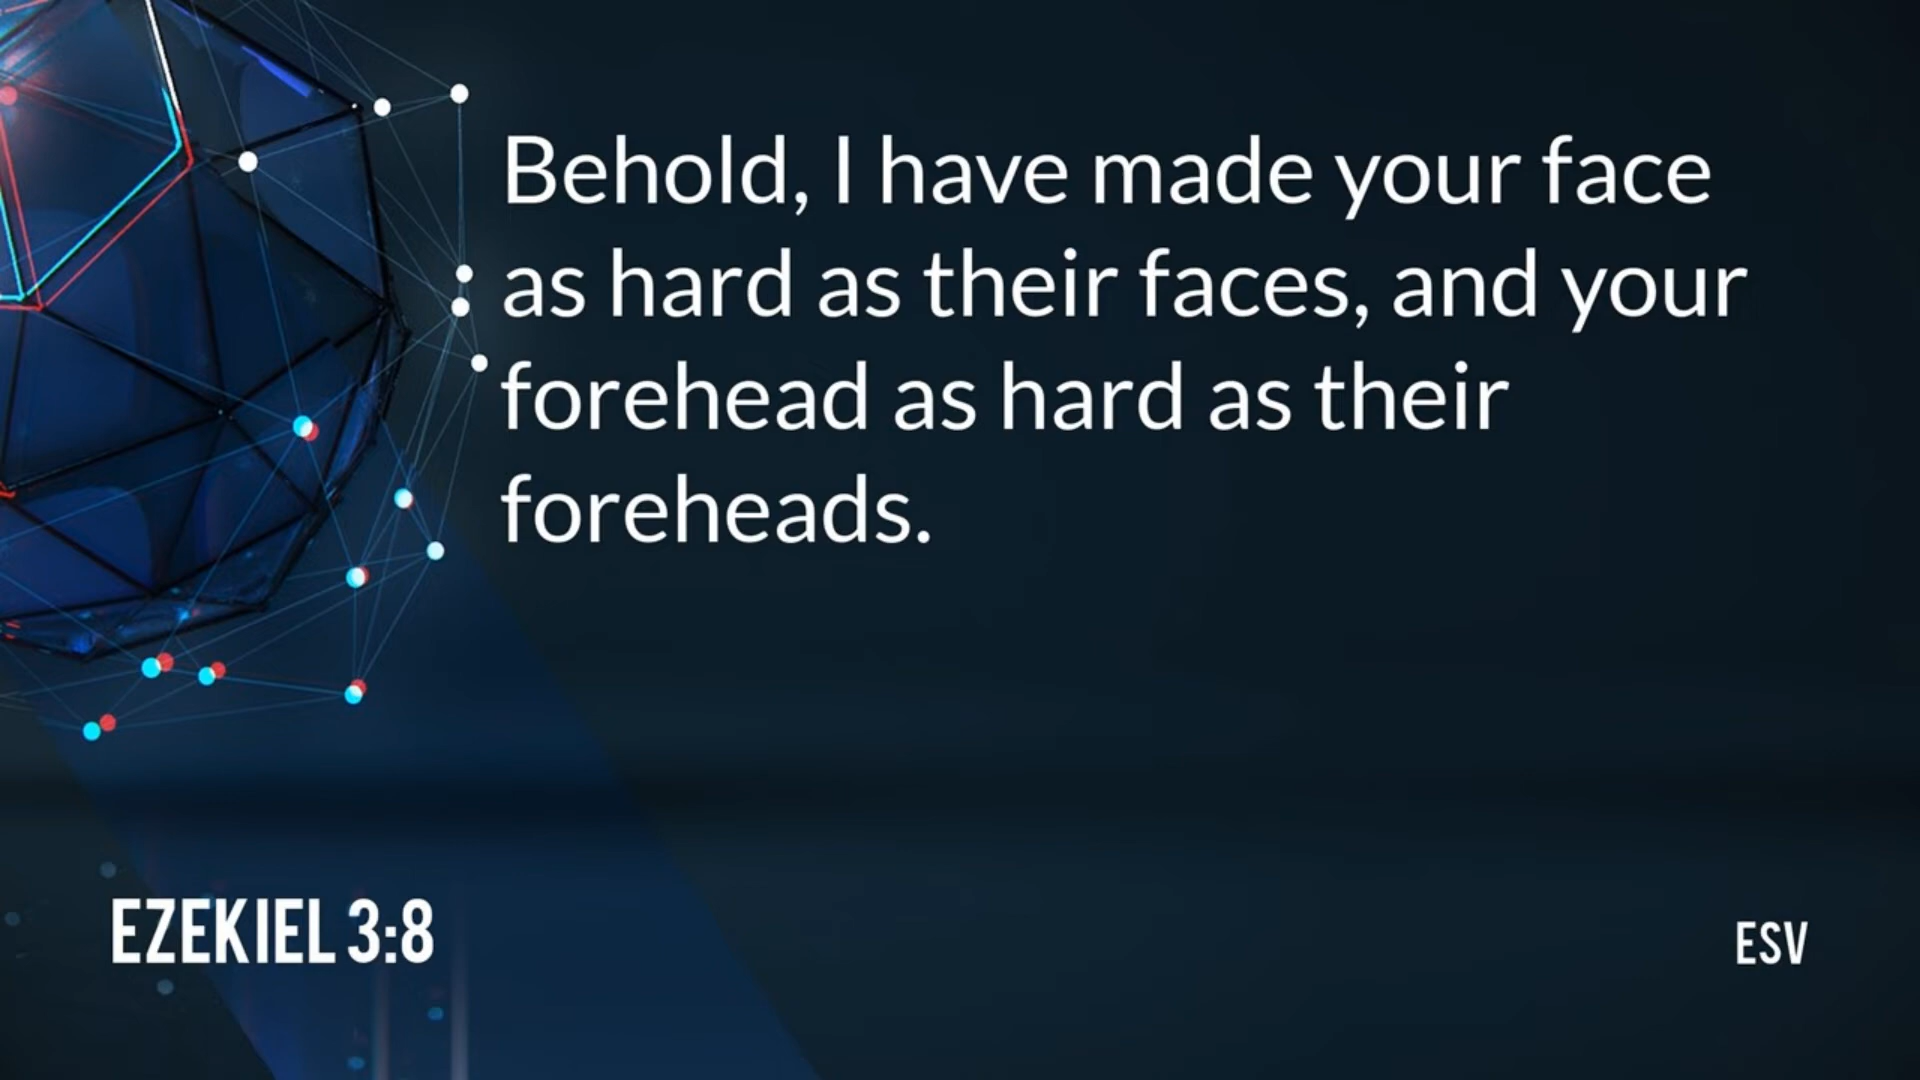 Behold, I have made your face
as hard as their faces, and your
forehead as hard as their
foreheads.
EZEKIEL 3:8
ESV